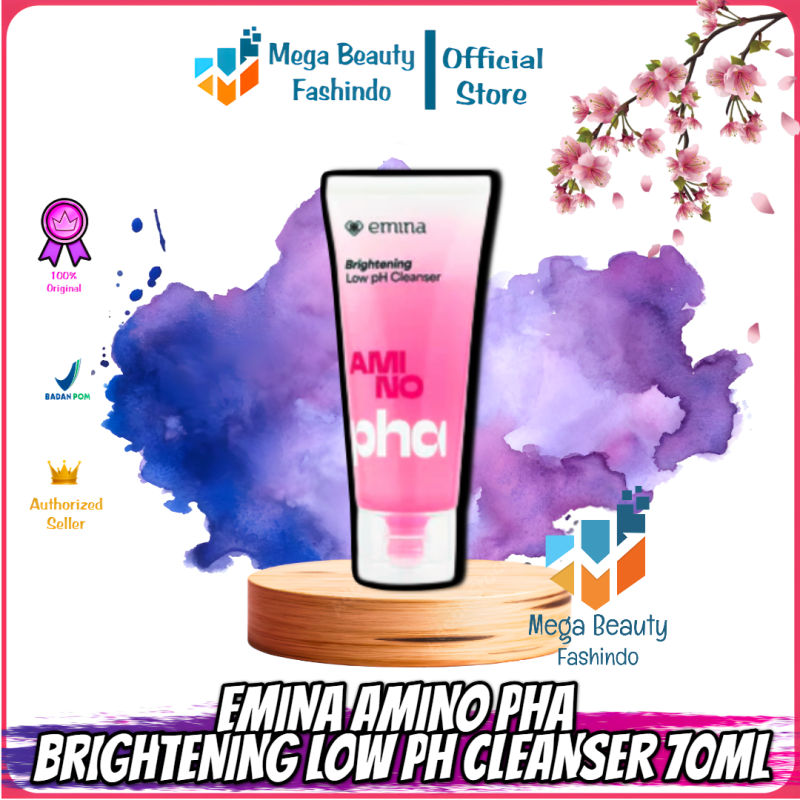 Mega Beauty
Fashindo
Official
Store
100%
Original
BADAN POM
Authorized
Seller
emina
Brightening
Low pH Cleanser
AMI
NO
pha
Mega Beauty
Fashindo
EMINA AMINO PHA
BRIGHTENING LOW PH CLEANSER 70ML